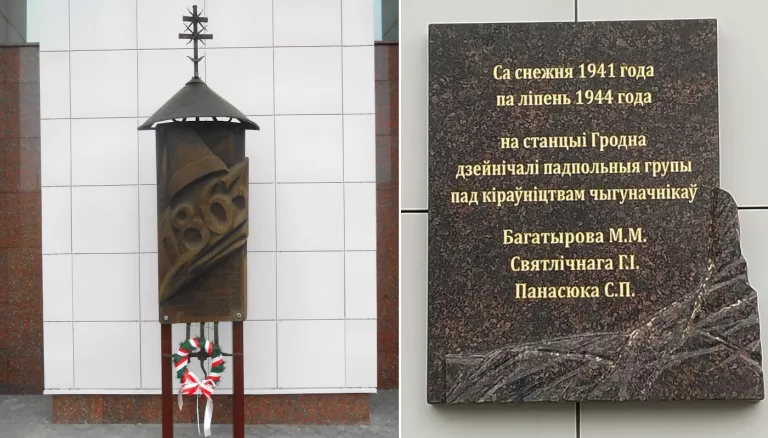 1868
Са снежня 1941 года
па ліпень 1944 года
на станцыі Гродна
дзейнічалі падпольныя групы
пад кіраўніцтвам чыгуначнікаў
Багатырова М.М.
Святлічнага Г.І.
Панасюка С.П.